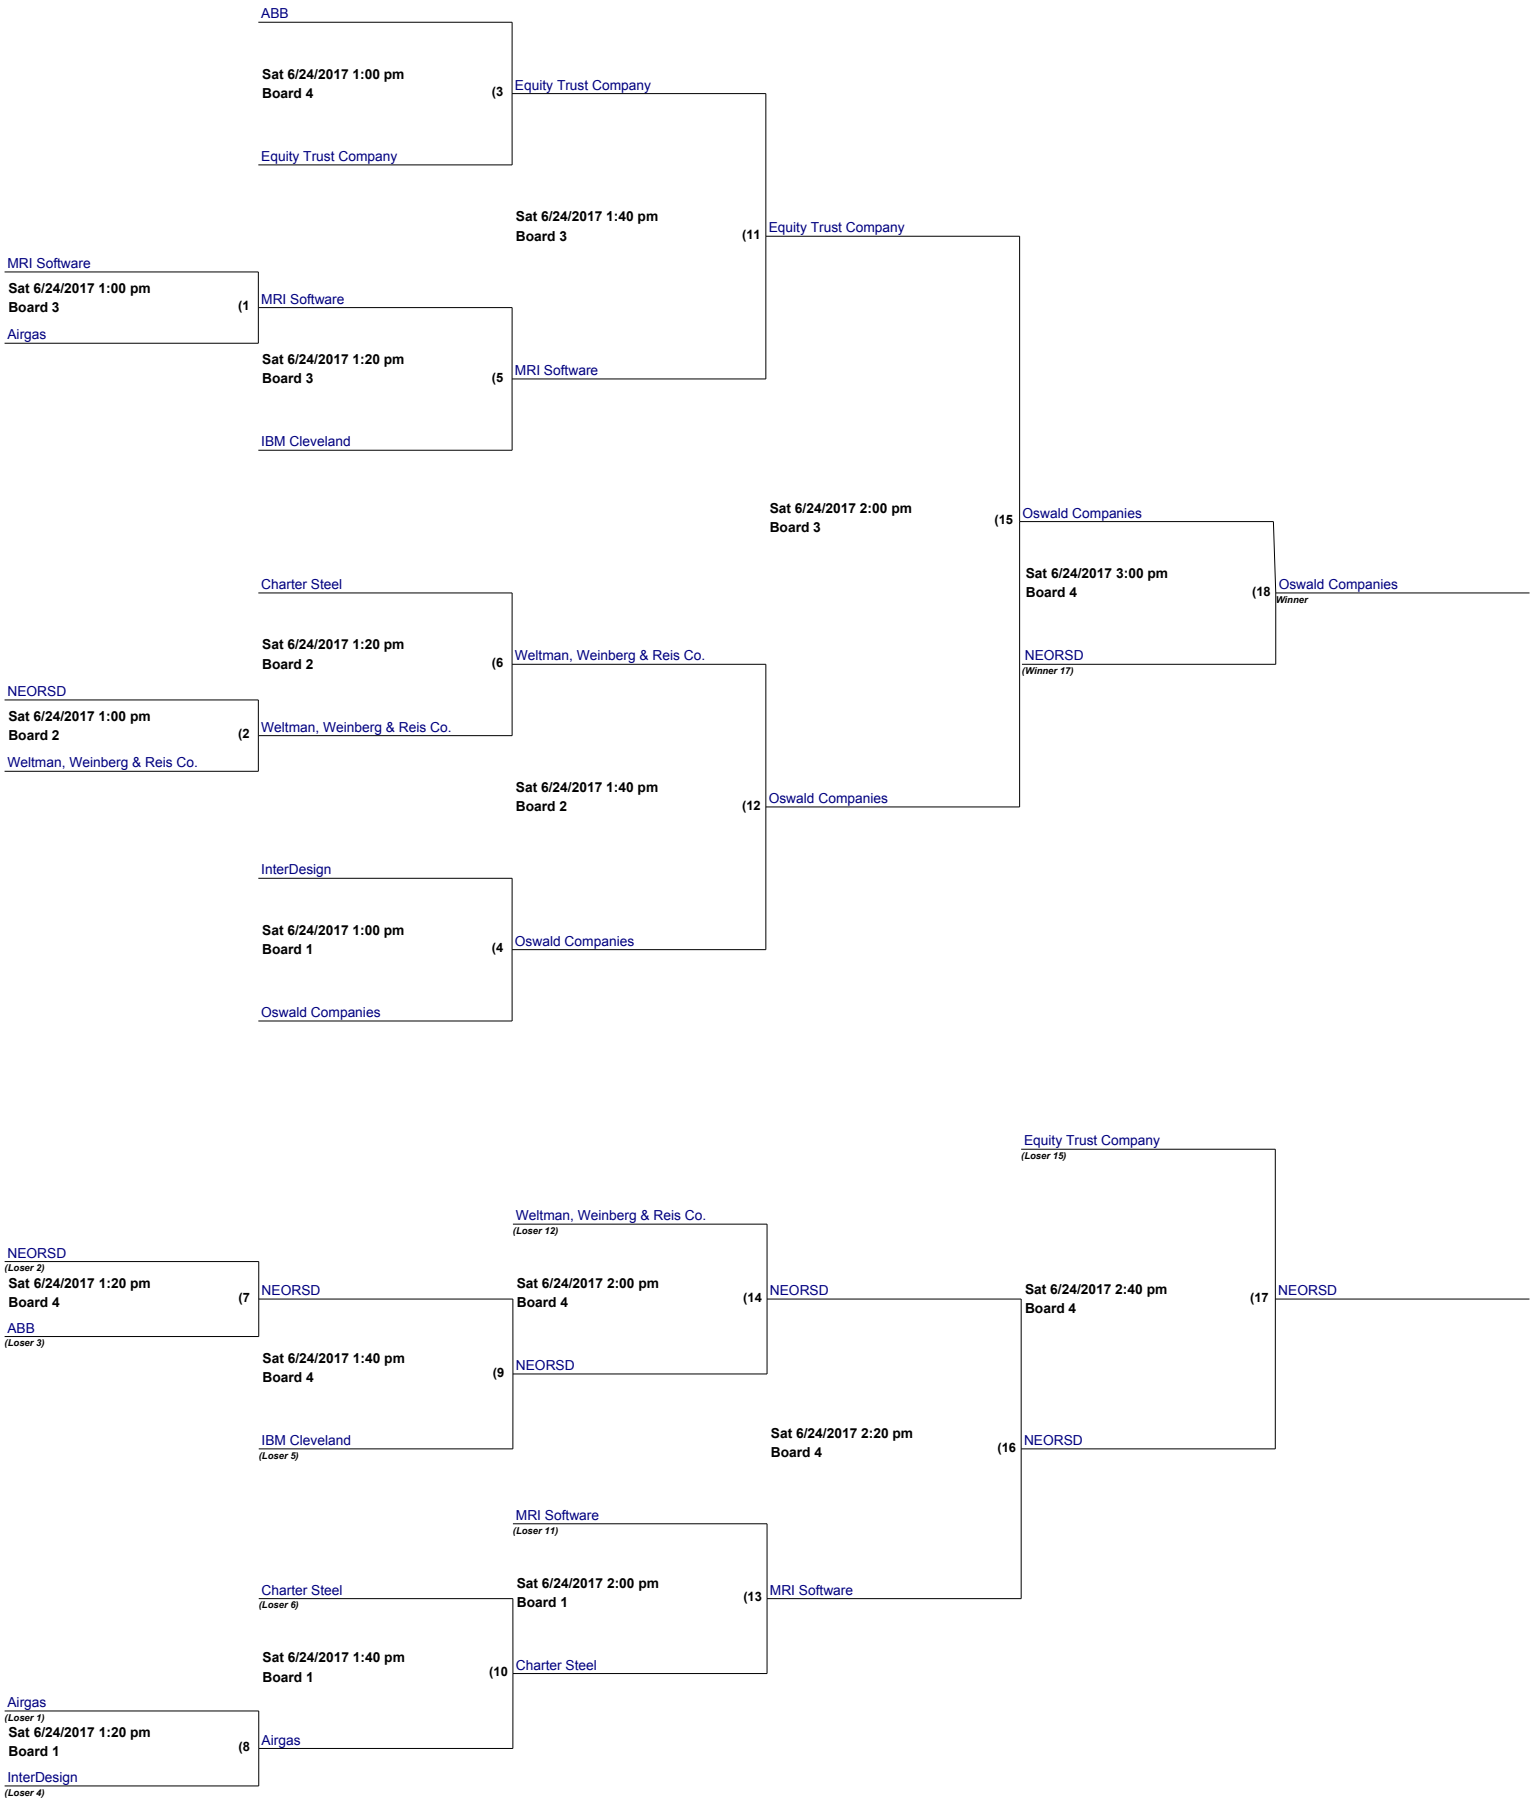 ABB
Sat 6/24/2017 1:00 pm
Board 4
(3
Equity Trust Company
Equity Trust Company
Sat 6/24/2017 1:40 pm
Board 3
(11
Equity Trust Company
MRI Software
Sat 6/24/2017 1:00 pm
Board 3
(1
MRI Software
Airgas
Sat 6/24/2017 1:20 pm
Board 3
(5
MRI Software
IBM Cleveland
Sat 6/24/2017 2:00 pm
Board 3
(15
Oswald Companies
Sat 6/24/2017 3:00 pm
Board 4
(18
Oswald Companies
Winner
Charter Steel
Sat 6/24/2017 1:20 pm
Board 2
(6
Weltman, Weinberg & Reis Co.
NEORSD
(Winner 17)
NEORSD
Sat 6/24/2017 1:00 pm
Board 2
(2
Weltman, Weinberg & Reis Co.
Weltman, Weinberg & Reis Co.
Sat 6/24/2017 1:40 pm
Board 2
(12
Oswald Companies
InterDesign
Sat 6/24/2017 1:00 pm
Board 1
(4
Oswald Companies
Oswald Companies
Equity Trust Company
(Loser 15)
Weltman, Weinberg & Reis Co.
(Loser 12)
NEORSD
(Loser 2)
Sat 6/24/2017 1:20 pm
Board 4
(7
NEORSD
Sat 6/24/2017 2:00 pm
Board 4
(14
NEORSD
Sat 6/24/2017 2:40 pm
Board 4
(17
NEORSD
ABB
(Loser 3)
Sat 6/24/2017 1:40 pm
Board 4
(9
NEORSD
IBM Cleveland
(Loser 5)
Sat 6/24/2017 2:20 pm
Board 4
(16
NEORSD
MRI Software
(Loser 11)
Charter Steel
(Loser 6)
Sat 6/24/2017 2:00 pm
Board 1
(13
MRI Software
Sat 6/24/2017 1:40 pm
Board 1
(10
Charter Steel
Airgas
(Loser 1)
Sat 6/24/2017 1:20 pm
Board 1
(8
Airgas
InterDesign
(Loser 4)